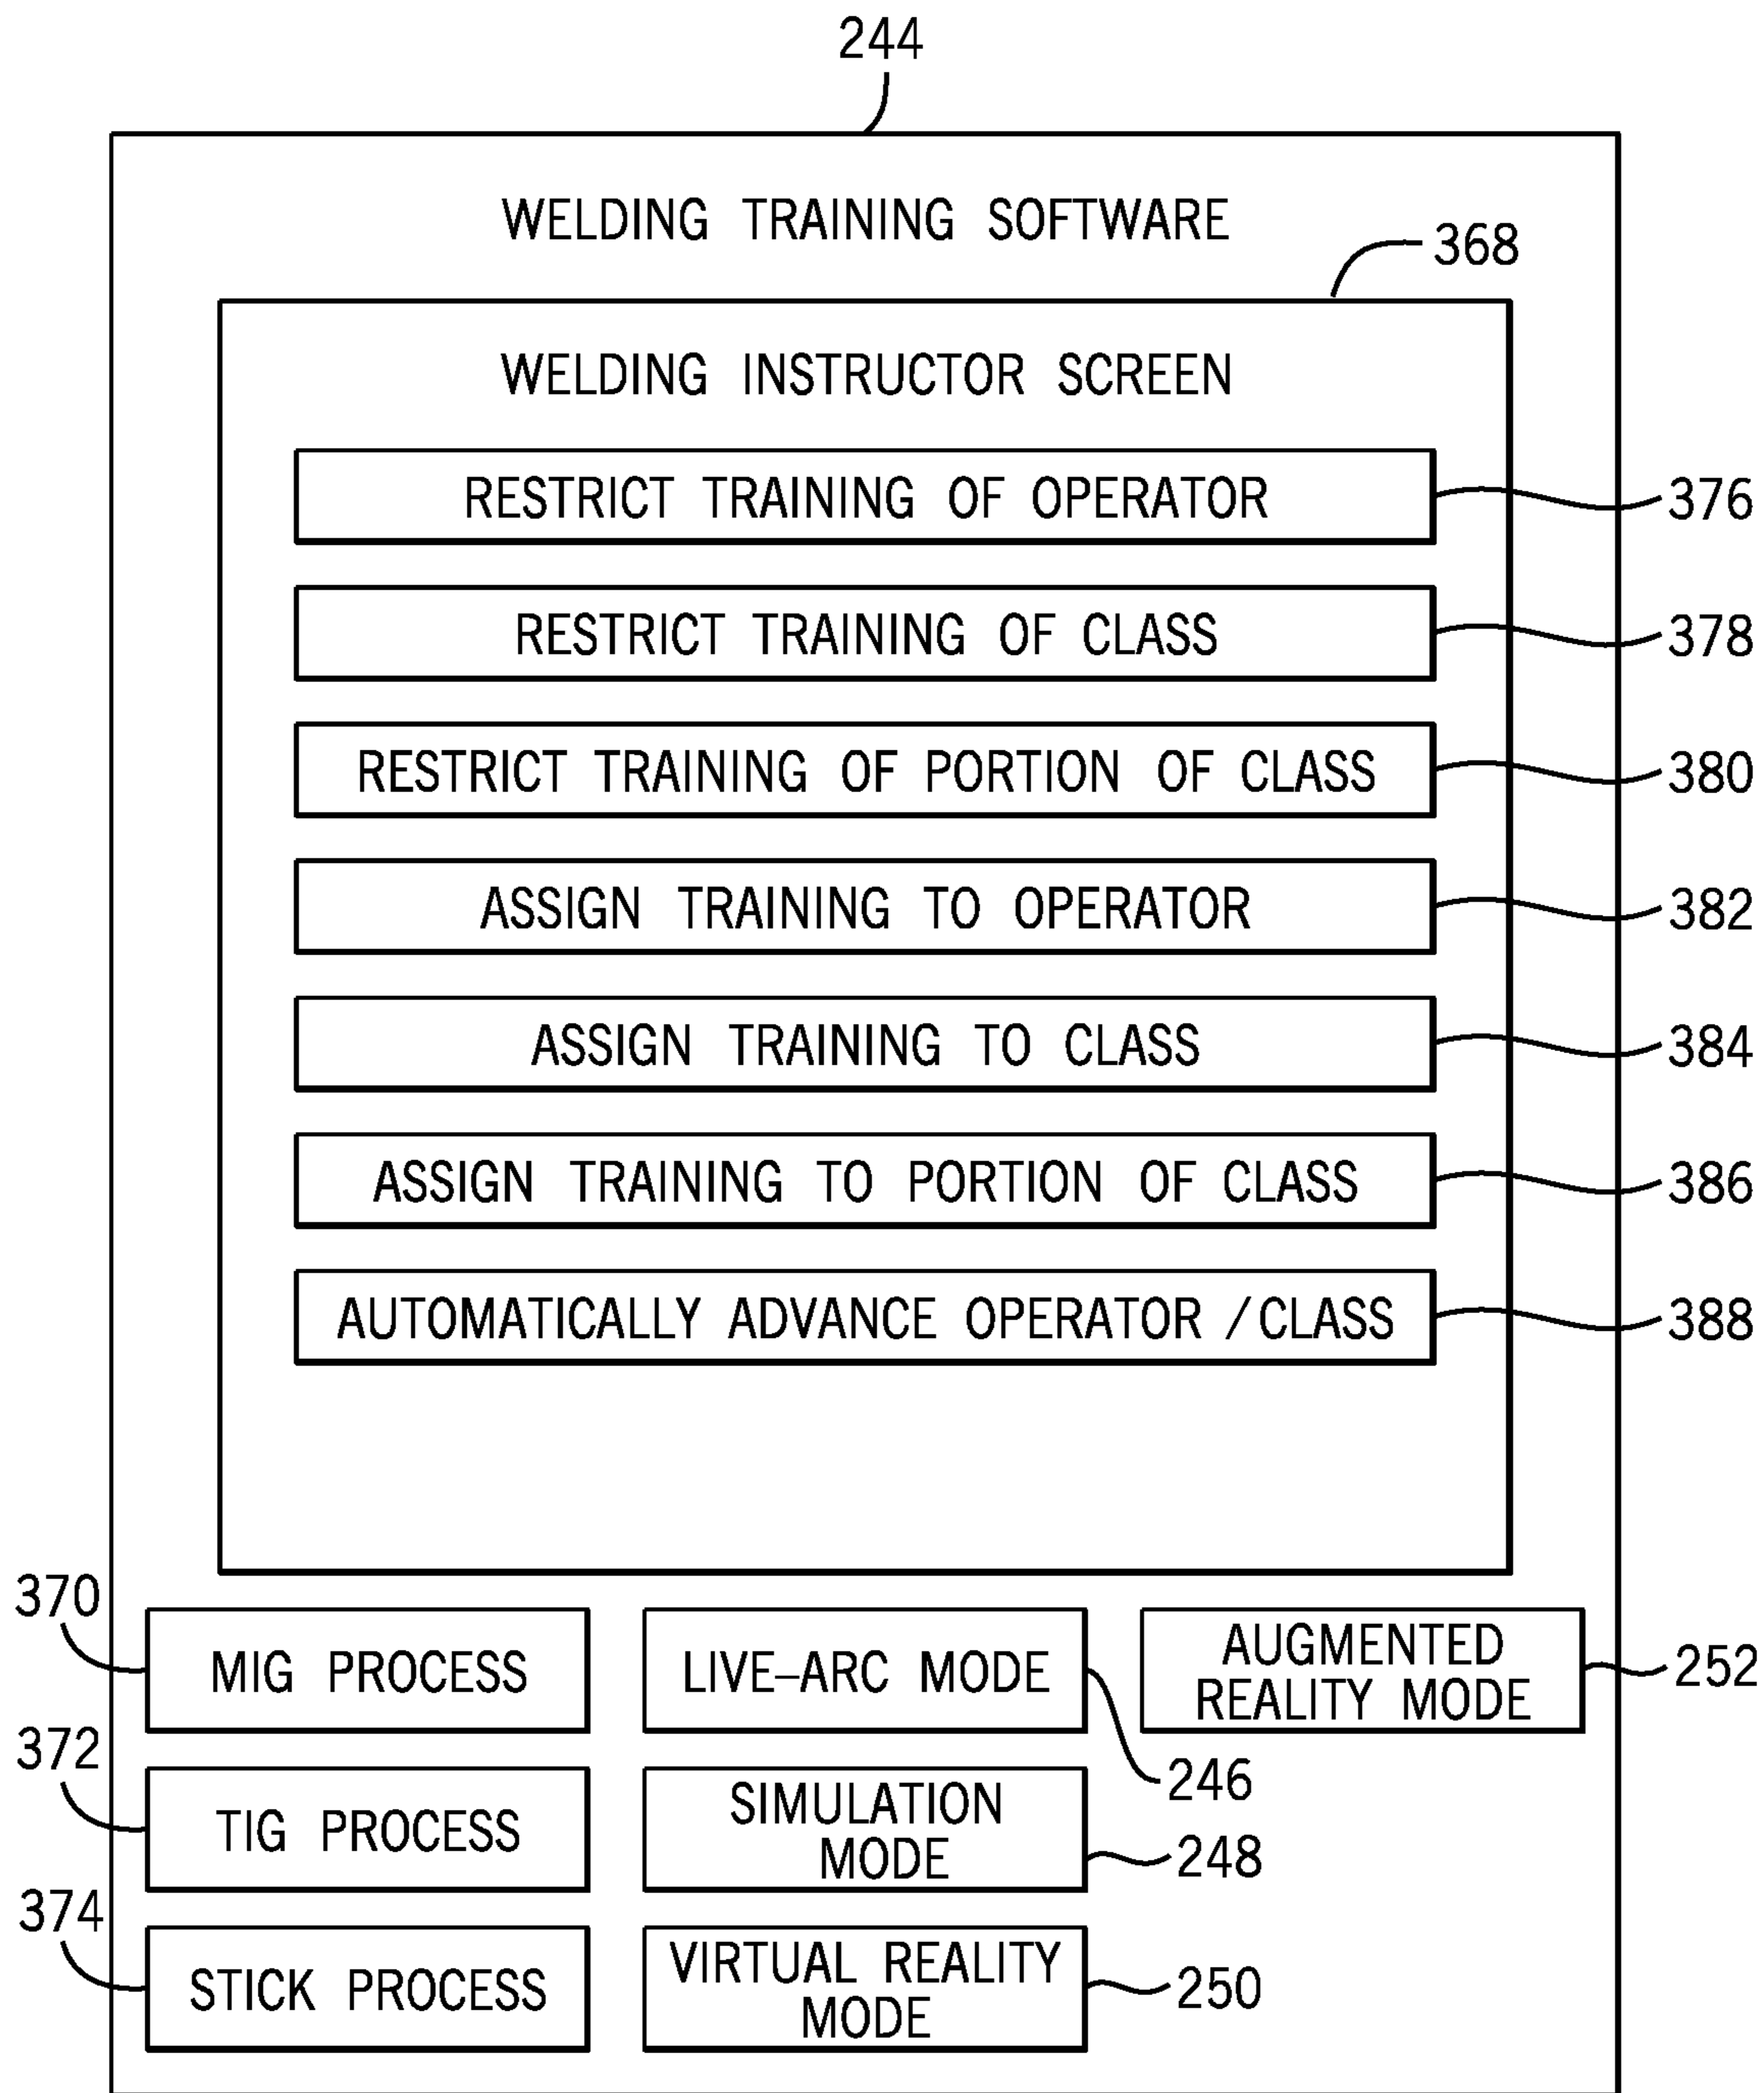 244
WELDING TRAINING SOFTWARE
368
WELDING INSTRUCTOR SCREEN
RESTRICT TRAINING OF OPERATOR
376
RESTRICT TRAINING OF CLASS
378
RESTRICT TRAINING OF PORTION OF CLASS
380
ASSIGN TRAINING TO OPERATOR
382
ASSIGN TRAINING TO CLASS
384
ASSIGN TRAINING TO PORTION OF CLASS
386
AUTOMATICALLY ADVANCE OPERATOR / CLASS
388
370
MIG PROCESS
LIVE–ARC MODE
246
AUGMENTED
REALITY MODE
252
372
TIG PROCESS
SIMULATION
MODE
248
374
STICK PROCESS
VIRTUAL REALITY
MODE
250